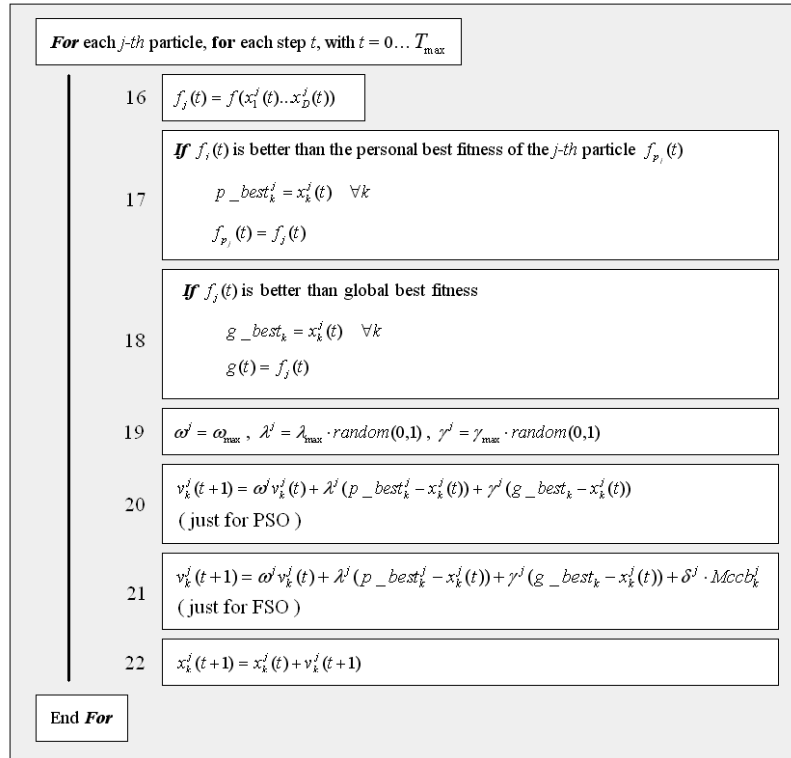 For each j-th particle, for each step t, with t = 0… T_max
16 f_j(t) = f(x_1^j(t)…x_D^j(t))
If f_j(t) is better than the personal best fitness of the j-th particle f_{p_j}(t)
17 p_best_k^j = x_k^j(t) ∀k
f_{p_j}(t) = f_j(t)
If f_j(t) is better than global best fitness
18 g_best_k = x_k^j(t) ∀k
g(t) = f_j(t)
19 ω^j = ω_max , λ^j = λ_max · random(0,1) , γ^j = γ_max · random(0,1)
20 v_k^j(t+1) = ω^j v_k^j(t) + λ^j (p_best_k^j − x_k^j(t)) + γ^j (g_best_k − x_k^j(t))
( just for PSO )
21 v_k^j(t+1) = ω^j v_k^j(t) + λ^j (p_best_k^j − x_k^j(t)) + γ^j (g_best_k − x_k^j(t)) + δ^j · Mccb_k^j
( just for FSO )
22 x_k^j(t+1) = x_k^j(t) + v_k^j(t+1)
End For